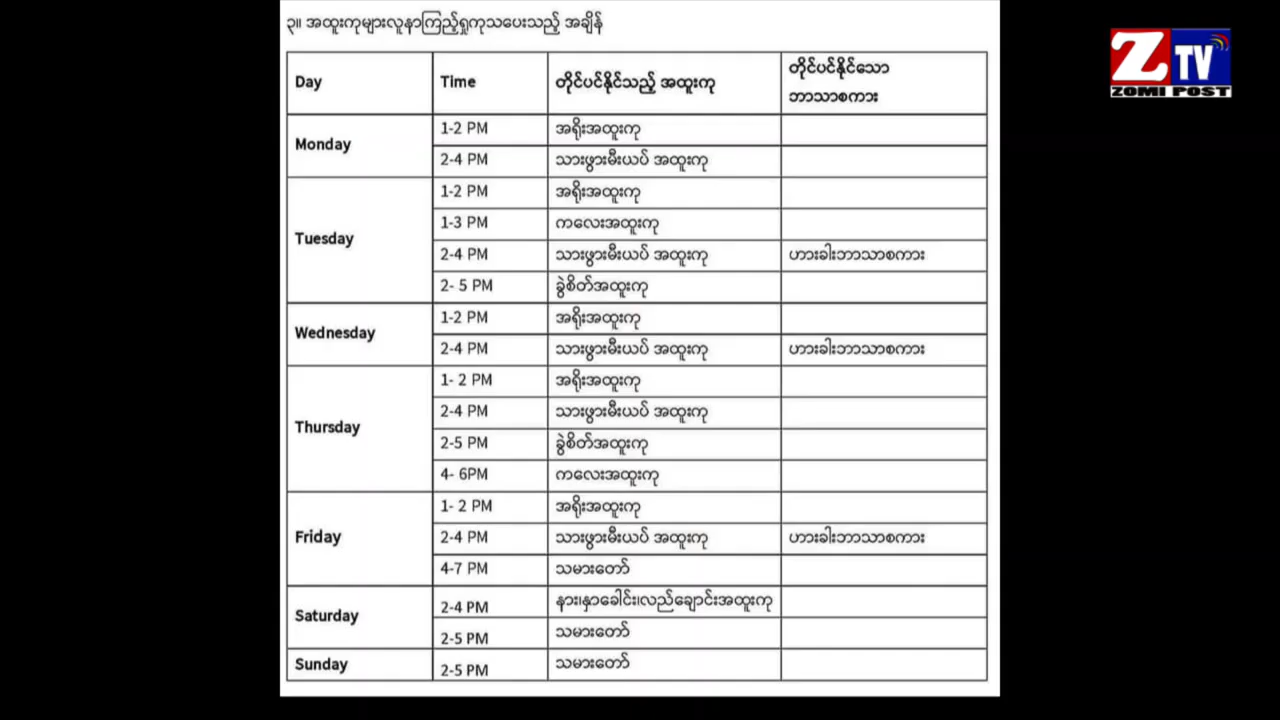 ၃။ အထူးကုများလူနာကြည့်ရှုကုသပေးသည့် အချိန်
Day Time တိုင်ပင်နိုင်သည့် အထူးကု တိုင်ပင်နိုင်သော ဘာသာစကား
Monday 1-2 PM အရိုးအထူးကု
2-4 PM သားဖွားမီးယပ် အထူးကု
Tuesday 1-2 PM အရိုးအထူးကု
1-3 PM ကလေးအထူးကု
2-4 PM သားဖွားမီးယပ် အထူးကု ဟားခါးဘာသာစကား
2- 5 PM ခွဲစိတ်အထူးကု
Wednesday 1-2 PM အရိုးအထူးကု
2-4 PM သားဖွားမီးယပ် အထူးကု ဟားခါးဘာသာစကား
Thursday 1- 2 PM အရိုးအထူးကု
2-4 PM သားဖွားမီးယပ် အထူးကု
2-5 PM ခွဲစိတ်အထူးကု
4- 6PM ကလေးအထူးကု
Friday 1- 2 PM အရိုးအထူးကု
2-4 PM သားဖွားမီးယပ် အထူးကု ဟားခါးဘာသာစကား
4-7 PM သမားတော်
Saturday 2-4 PM နား၊နှာခေါင်း၊လည်ချောင်းအထူးကု
2-5 PM သမားတော်
Sunday 2-5 PM သမားတော်
Z TV
ZOMI POST